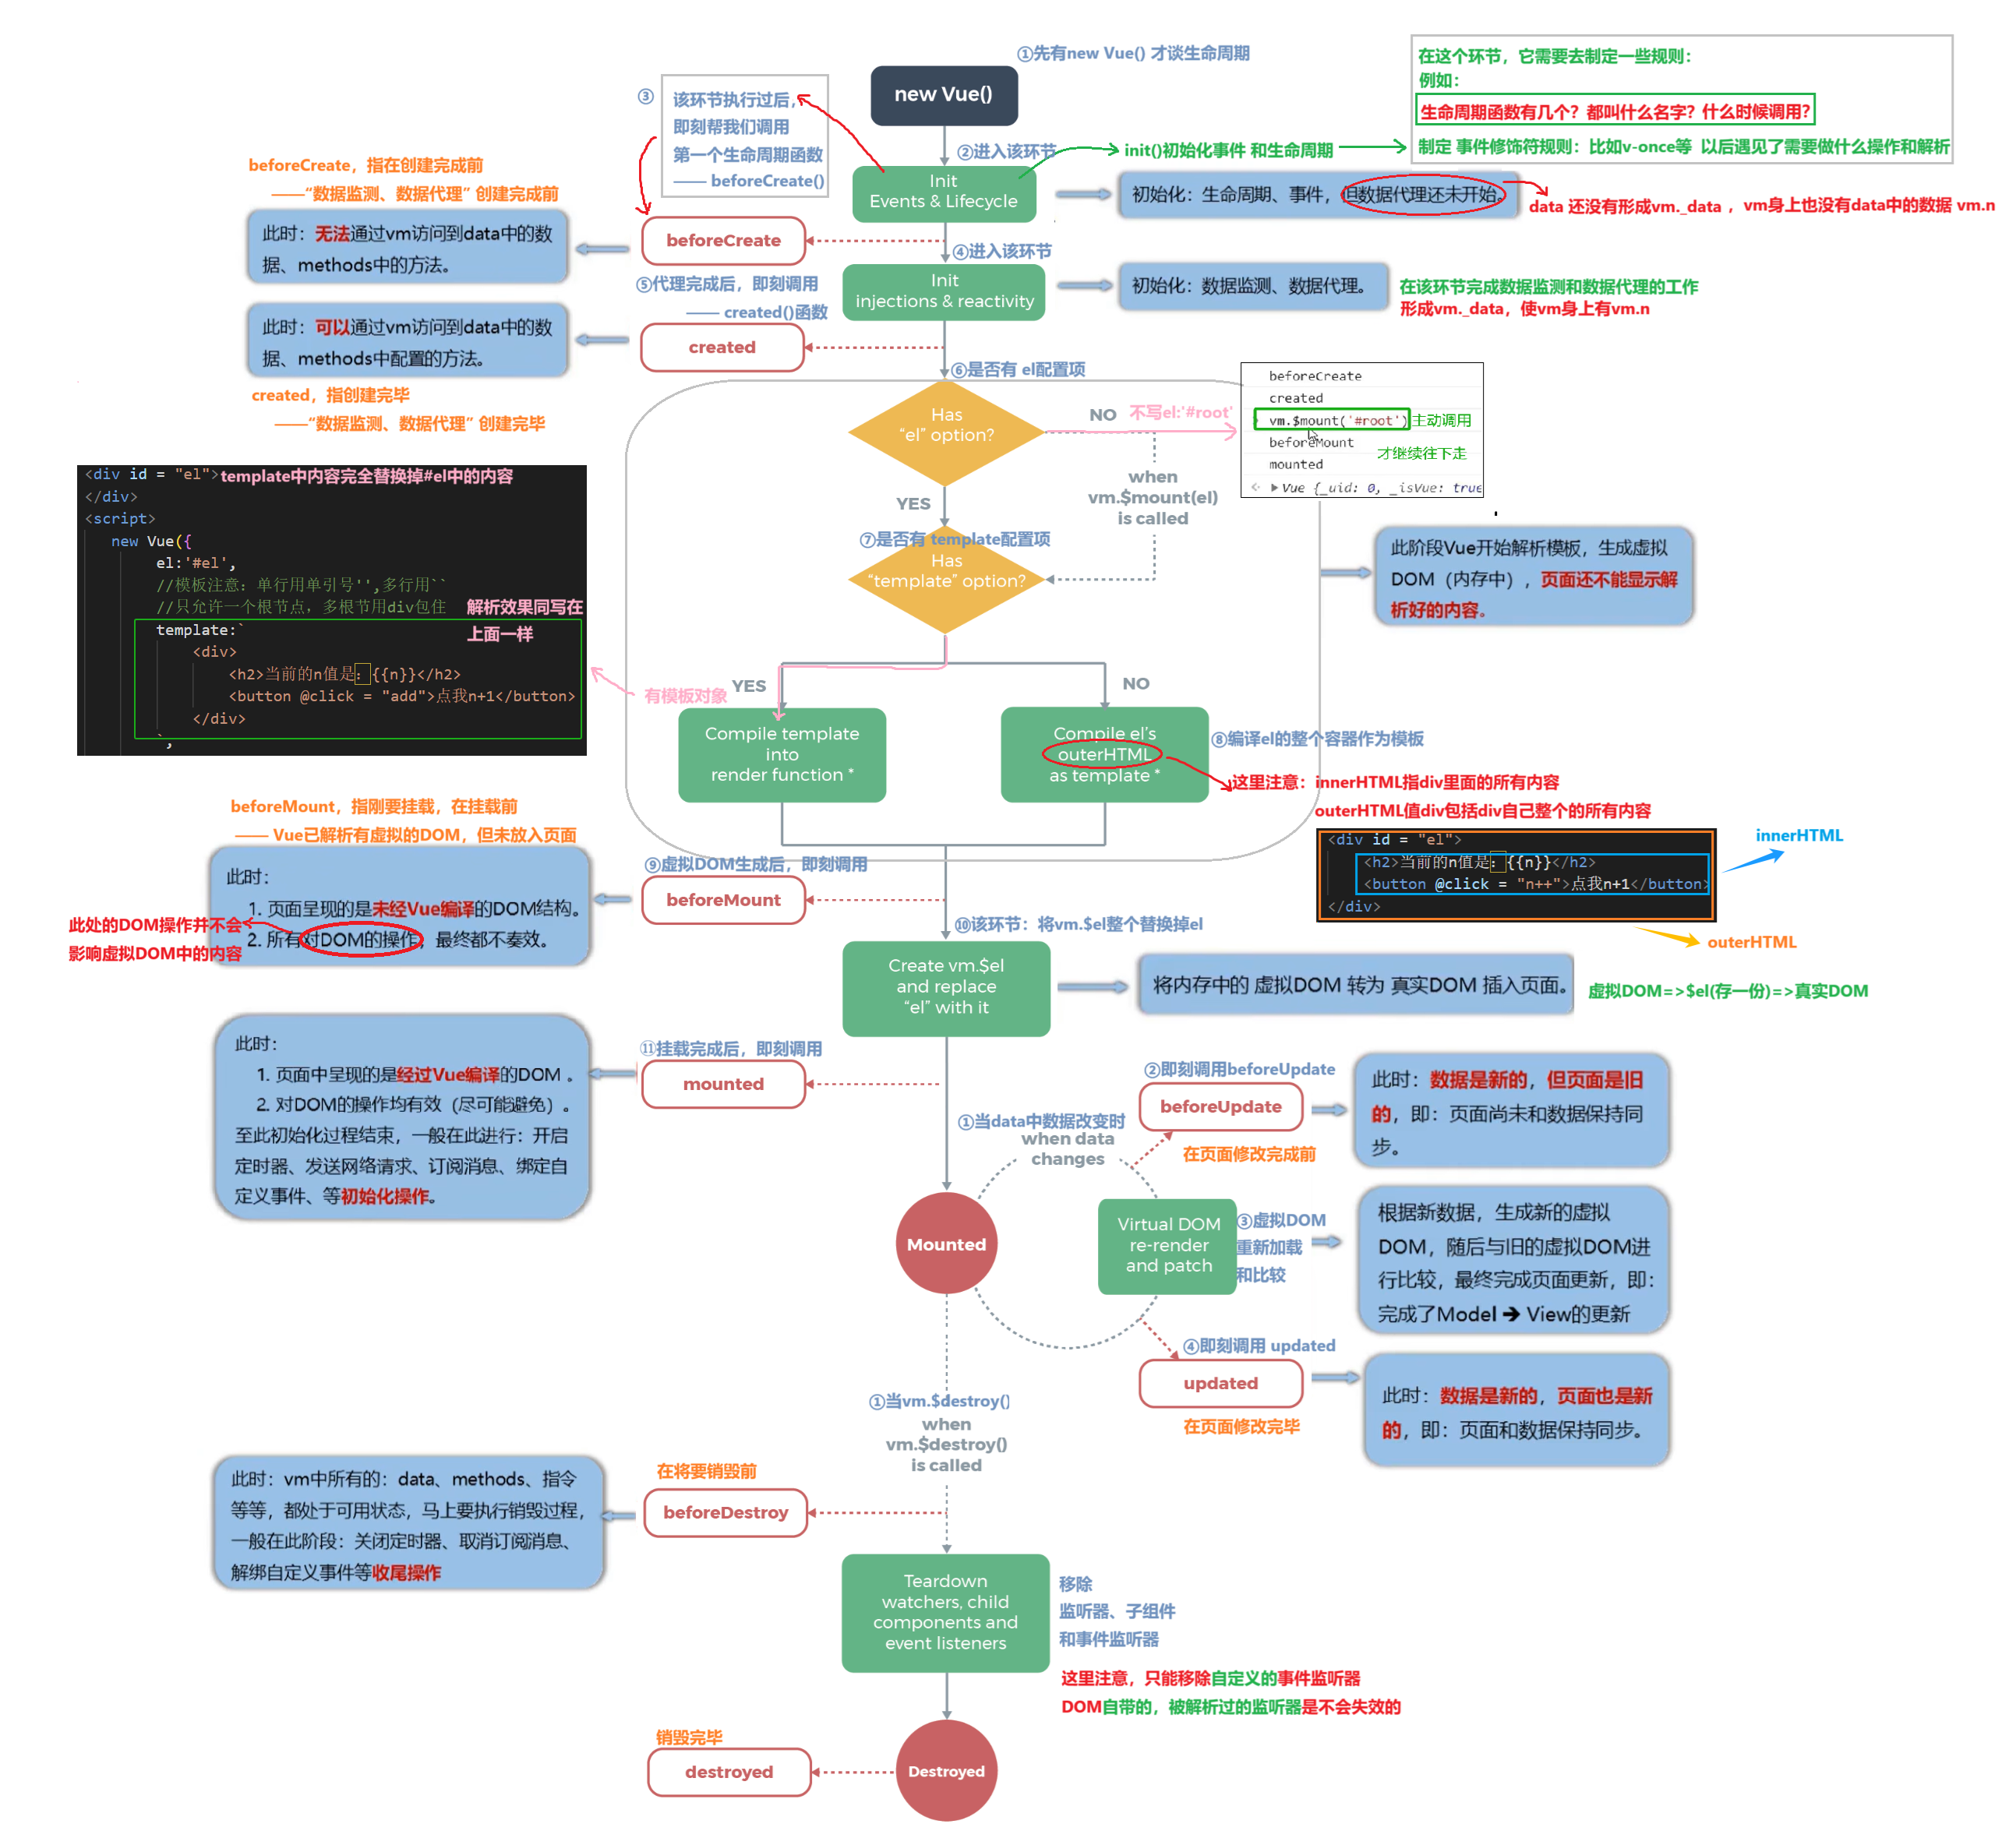 ①先有new Vue() 才谈生命周期
new Vue()
在这个环节，它需要去制定一些规则：
例如：
生命周期函数有几个？都叫什么名字？什么时候调用？
制定 事件修饰符规则：比如v-once等 以后遇见了需要做什么操作和解析
③
该环节执行过后，
即刻帮我们调用
第一个生命周期函数
—— beforeCreate()
②进入该环节
init()初始化事件 和生命周期
Init
Events & Lifecycle
初始化：生命周期、事件，但数据代理还未开始。
data 还没有形成vm._data ，vm身上也没有data中的数据 vm.n
beforeCreate，指在创建完成前
——“数据监测、数据代理” 创建完成前
此时：无法通过vm访问到data中的数
据、methods中的方法。
beforeCreate
④进入该环节
Init
injections & reactivity
初始化：数据监测、数据代理。
在该环节完成数据监测和数据代理的工作
形成vm._data，使vm身上有vm.n
⑤代理完成后，即刻调用
—— created()函数
此时：可以通过vm访问到data中的数
据、methods中配置的方法。
created
created，指创建完毕
——“数据监测、数据代理” 创建完毕
⑥是否有 el配置项
Has
“el” option?
NO
不写el:'#root'
beforeCreate
created
vm.$mount('#root')
主动调用
beforeMount
才继续往下走
mounted
Vue {_uid: 0, _isVue: true
when
vm.$mount(el)
is called
YES
⑦是否有 template配置项
Has
“template” option?
此阶段Vue开始解析模板，生成虚拟
DOM（内存中），页面还不能显示解
析好的内容。
<div id = "el">
template中内容完全替换掉#el中的内容
</div>
<script>
new Vue({
el:'#el',
//模板注意：单行用单引号'',多行用``
//只允许一个根节点，多根节用div包住
解析效果同写在
上面一样
template:`
<div>
<h2>当前的n值是：{{n}}</h2>
<button @click = "add">点我n+1</button>
</div>
`,
有模板对象
YES
NO
Compile template
into
render function *
Compile el’s
outerHTML
as template *
⑧编译el的整个容器作为模板
这里注意：innerHTML指div里面的所有内容
outerHTML值div包括div自己整个的所有内容
<div id = "el">
<h2>当前的n值是：{{n}}</h2>
<button @click = "n++">点我n+1</button>
</div>
innerHTML
outerHTML
beforeMount，指刚要挂载，在挂载前
—— Vue已解析有虚拟的DOM，但未放入页面
此时：
1. 页面呈现的是未经Vue编译的DOM结构。
2. 所有对DOM的操作，最终都不奏效。
此处的DOM操作并不会
影响虚拟DOM中的内容
⑨虚拟DOM生成后，即刻调用
beforeMount
⑩该环节：将vm.$el整个替换掉el
Create vm.$el
and replace
“el” with it
将内存中的 虚拟DOM 转为 真实DOM 插入页面。
虚拟DOM=>$el(存一份)=>真实DOM
⑪挂载完成后，即刻调用
mounted
此时：
1. 页面中呈现的是经过Vue编译的DOM 。
2. 对DOM的操作均有效（尽可能避免）。
至此初始化过程结束，一般在此进行：开启
定时器、发送网络请求、订阅消息、绑定自
定义事件、等初始化操作。
②即刻调用beforeUpdate
beforeUpdate
在页面修改完成前
此时：数据是新的，但页面是旧
的，即：页面尚未和数据保持同
步。
①当data中数据改变时
when data
changes
Mounted
Virtual DOM
re-render
and patch
③虚拟DOM
重新加载
和比较
根据新数据，生成新的虚拟
DOM，随后与旧的虚拟DOM进
行比较，最终完成页面更新，即：
完成了Model ➔ View的更新
④即刻调用 updated
updated
在页面修改完毕
此时：数据是新的，页面也是新
的，即：页面和数据保持同步。
①当vm.$destroy()
when
vm.$destroy()
is called
在将要销毁前
beforeDestroy
此时：vm中所有的：data、methods、指令
等等，都处于可用状态，马上要执行销毁过程，
一般在此阶段：关闭定时器、取消订阅消息、
解绑自定义事件等收尾操作
Teardown
watchers, child
components and
event listeners
移除
监听器、子组件
和事件监听器
这里注意，只能移除自定义的事件监听器
DOM自带的，被解析过的监听器是不会失效的
销毁完毕
destroyed
Destroyed